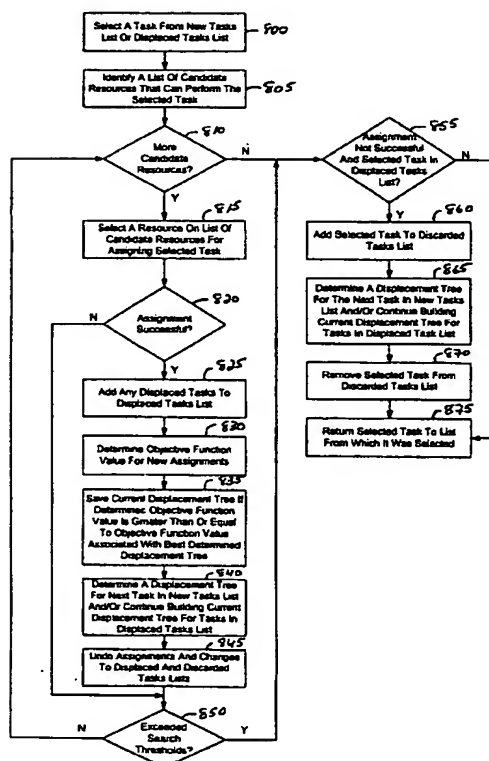 Select A Task From New Tasks
List Or Displaced Tasks List
800
Identify A List Of Candidate
Resources That Can Perform The
Selected Task
805
810
More
Candidate
Resources?
N
Y
815
Select A Resource On List Of
Candidate Resources For
Assigning Selected Task
820
N
Assignment
Successful?
Y
825
Add Any Displaced Tasks To
Displaced Tasks List
830
Determine Objective Function
Value For New Assignments
835
Save Current Displacement Tree If
Determined Objective Function
Value Is Greater Than Or Equal
To Objective Function Value
Associated With Best Determined
Displacement Tree
840
Determine A Displacement Tree
For Next Task In New Tasks List
And/Or Continue Building Current
Displacement Tree For Tasks In
Displaced Tasks List
845
Undo Assignments And Changes
To Displaced And Discarded
Tasks Lists
850
N
Exceeded
Search
Thresholds?
Y
855
Assignment
Not Successful
And Selected Task In
Displaced Tasks
List?
N
Y
860
Add Selected Task To Discarded
Tasks List
865
Determine A Displacement Tree
For The Next Task In New Tasks
List And/Or Continue Building
Current Displacement Tree For
Tasks In Displaced Task List
870
Remove Selected Task From
Discarded Tasks List
875
Return Selected Task To List
From Which It Was Selected